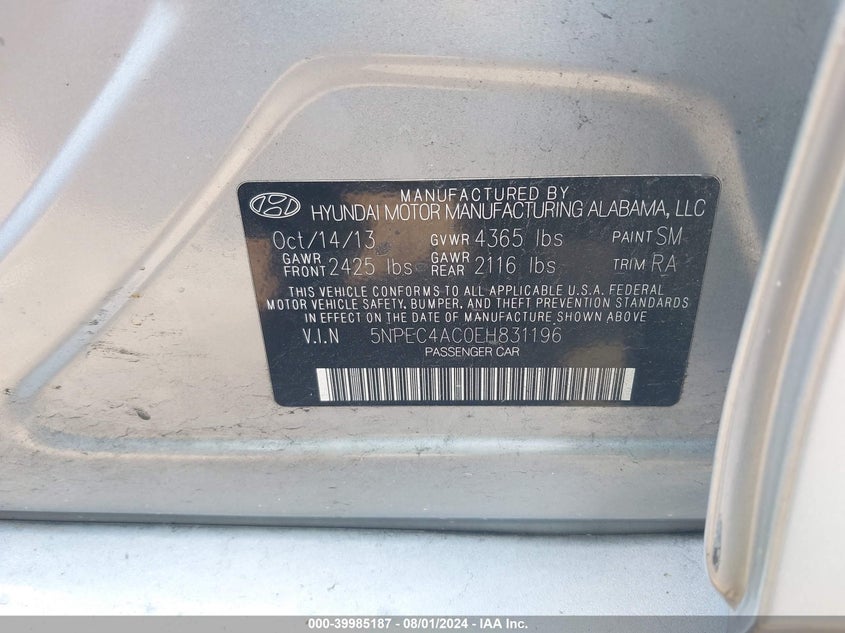 MANUFACTURED BY
HYUNDAI MOTOR MANUFACTURING ALABAMA, LLC
Oct/14/13 GVWR 4365 lbs PAINT SM
GAWR FRONT 2425 lbs GAWR REAR 2116 lbs TRIM RA
THIS VEHICLE CONFORMS TO ALL APPLICABLE U.S.A. FEDERAL
MOTOR VEHICLE SAFETY, BUMPER, AND THEFT PREVENTION STANDARDS
IN EFFECT ON THE DATE OF MANUFACTURE SHOWN ABOVE
V.I.N 5NPEC4AC0EH831196
PASSENGER CAR
000-39985187 - 08/01/2024 - IAA Inc.